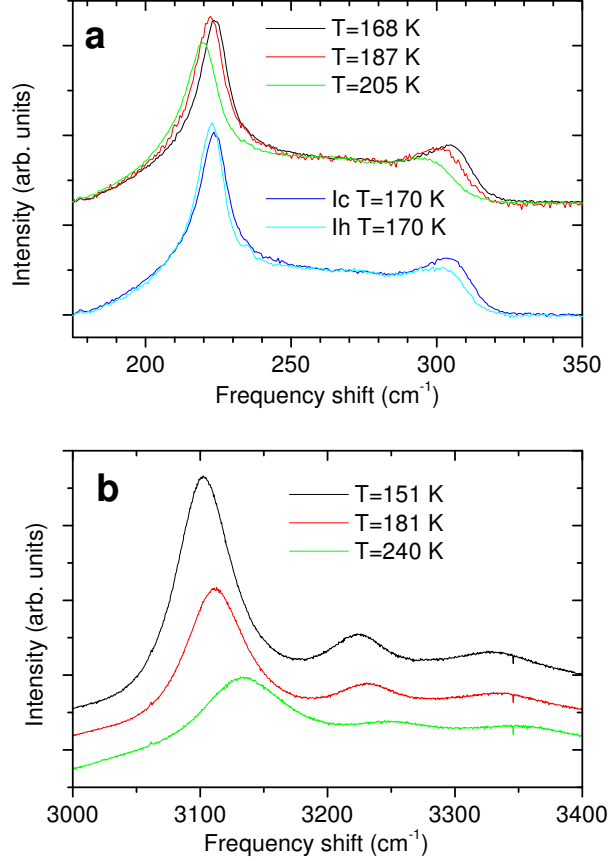 a
T=168 K
T=187 K
T=205 K
Ic T=170 K
Ih T=170 K
Intensity (arb. units)
200 250 300 350
Frequency shift (cm⁻¹)
b
T=151 K
T=181 K
T=240 K
Intensity (arb. units)
3000 3100 3200 3300 3400
Frequency shift (cm⁻¹)